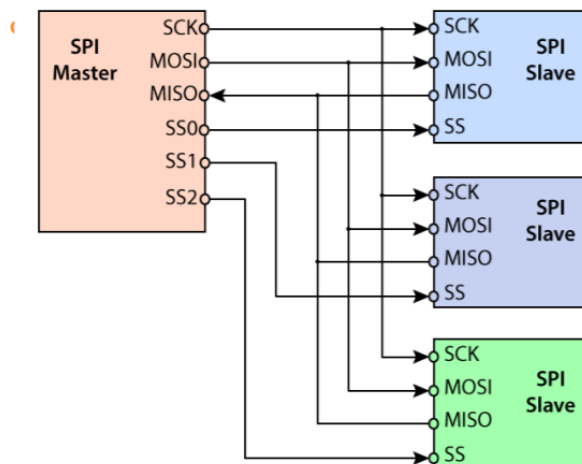 SPI
Master
SCK
MOSI
MISO
SS0
SS1
SS2
SCK
MOSI
MISO
SS
SPI
Slave
SCK
MOSI
MISO
SS
SPI
Slave
SCK
MOSI
MISO
SS
SPI
Slave